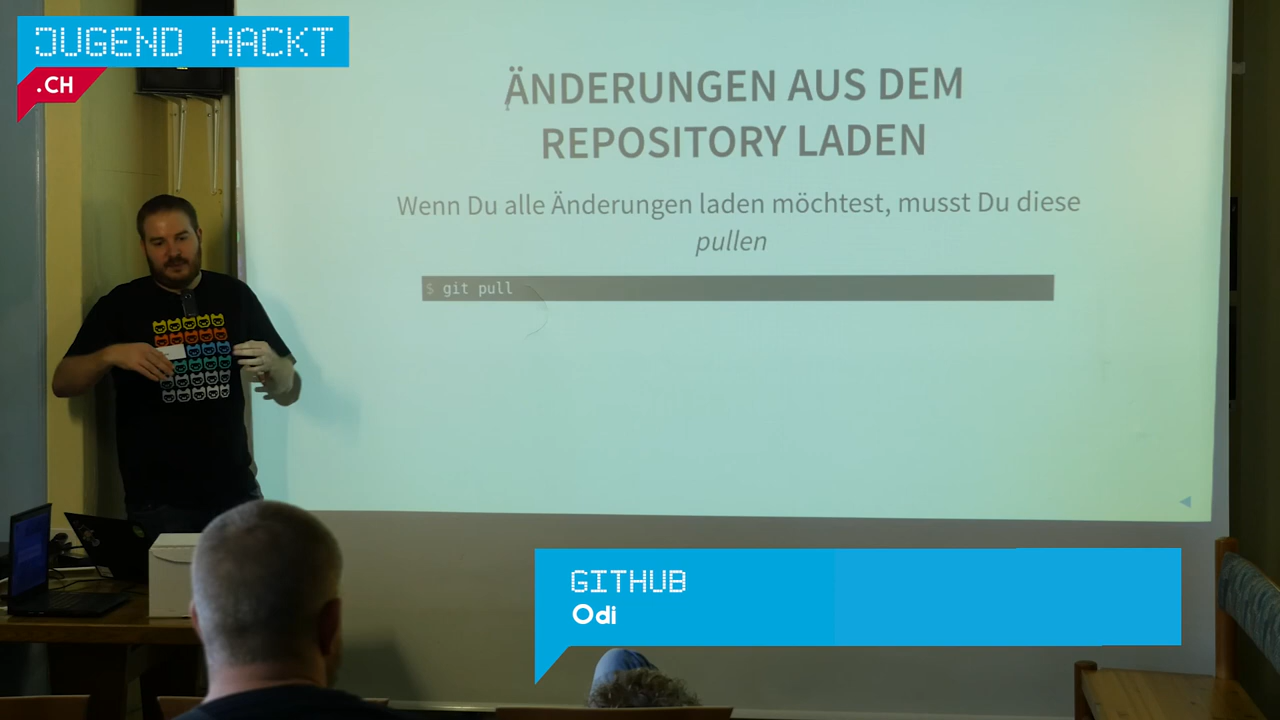 JUGEND HACKT
.CH
ÄNDERUNGEN AUS DEM
REPOSITORY LADEN
Wenn Du alle Änderungen laden möchtest, musst Du diese
pullen
$ git pull
GITHUB
Odi